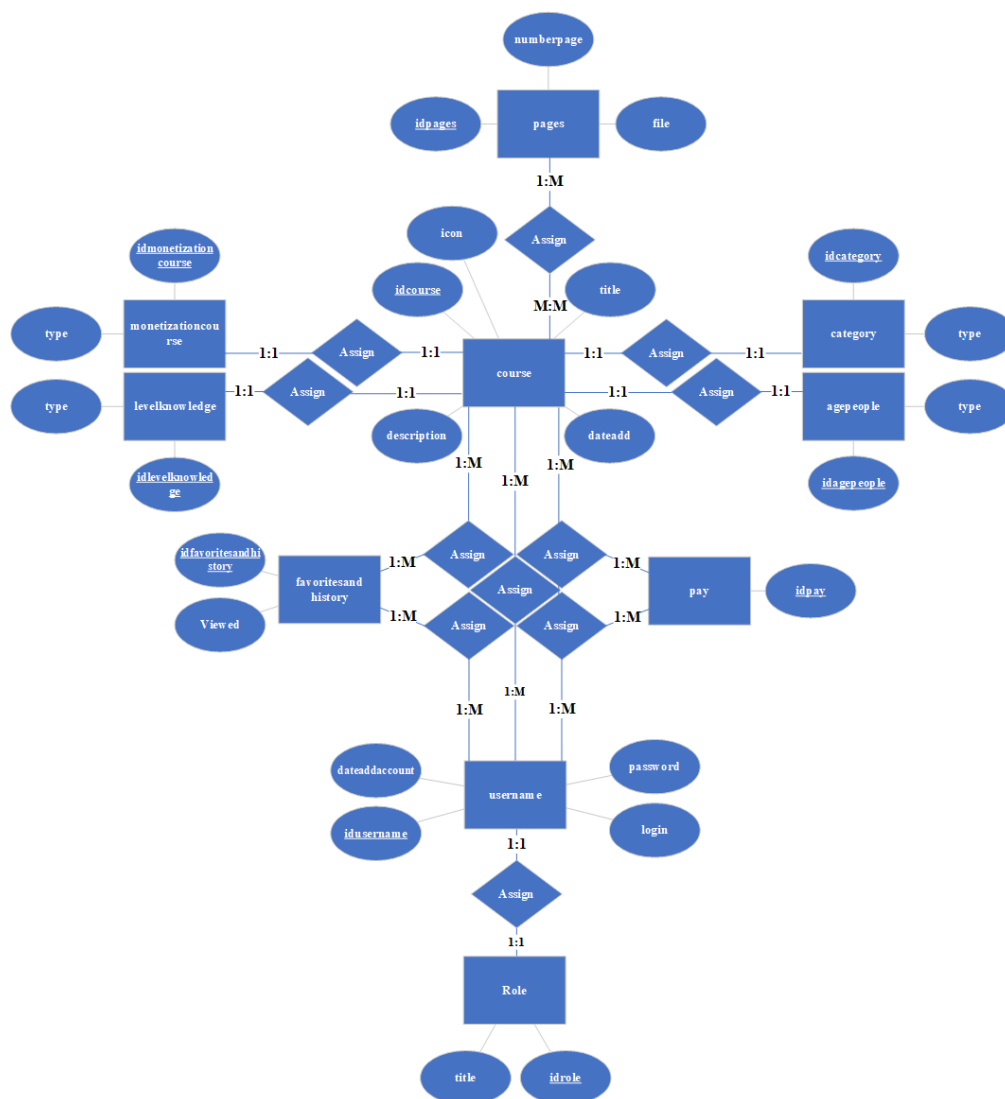 numberpage
idpages
pages
file
1:M
Assign
M:M
icon
idcourse
title
idmonetization
course
idcategory
type
monetizationcou
rse
1:1
Assign
1:1
course
1:1
Assign
1:1
category
type
type
levelknowledge
1:1
Assign
1:1
1:1
Assign
1:1
agepeople
type
description
dateadd
idlevelknowled
ge
idagepeople
1:M
1:M
1:M
idfavoritesandhi
story
favoritesand
history
Viewed
1:M
1:M
Assign
Assign
Assign
Assign
Assign
1:M
1:M
pay
idpay
1:M
1:M
1:M
dateaddaccount
idusername
username
password
login
1:1
Assign
1:1
Role
title
idrole